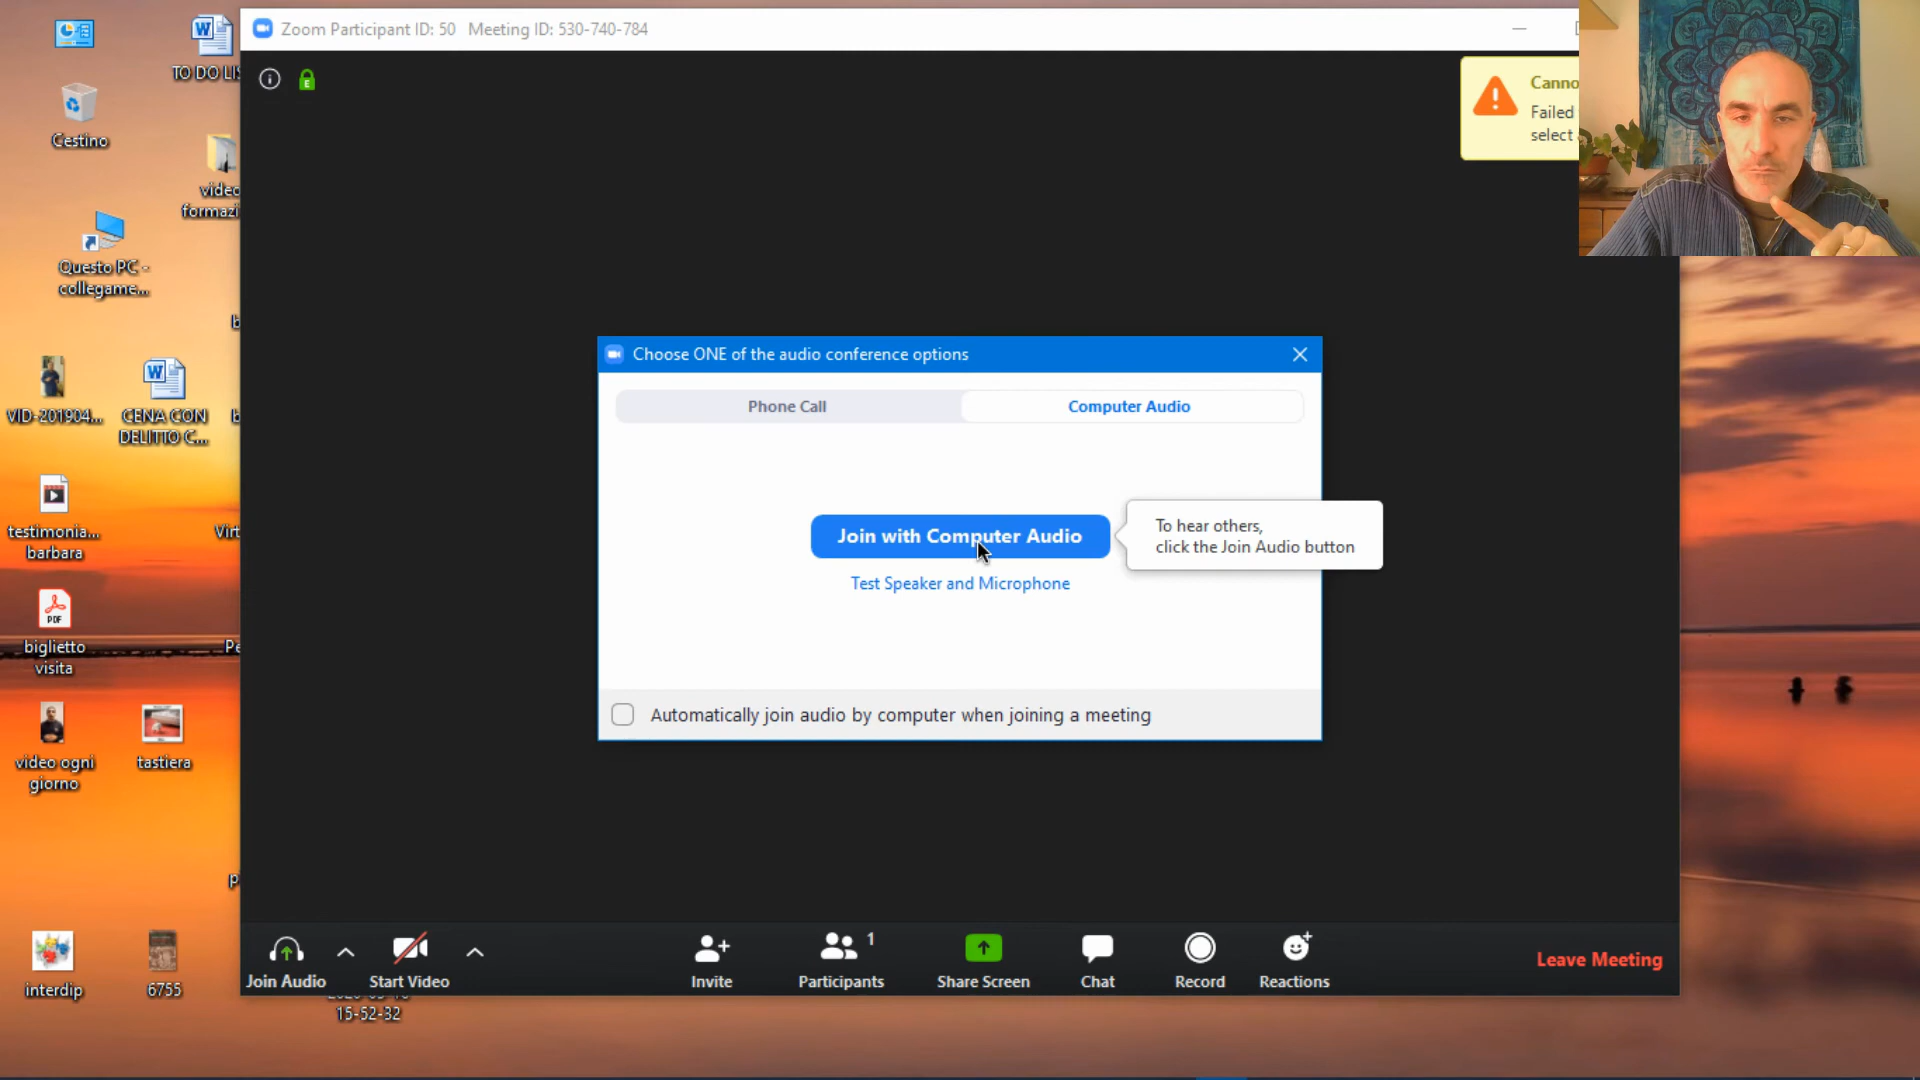 Zoom Participant ID: 50 Meeting ID: 530-740-784
Cestino
video
Questo PC -
collegame...
VID-201904...
CENA CON
DELITTO C...
testimonia...
barbara
biglietto
visita
video ogni
giorno
tastiera
interdip
6755
15-52-32
PDF
TO DO
E
Failed
select
Choose ONE of the audio conference options
Phone Call
Computer Audio
Join with Computer Audio
To hear others,
click the Join Audio button
Test Speaker and Microphone
Automatically join audio by computer when joining a meeting
Join Audio
Start Video
Invite
Participants
1
Share Screen
Chat
Record
Reactions
Leave Meeting